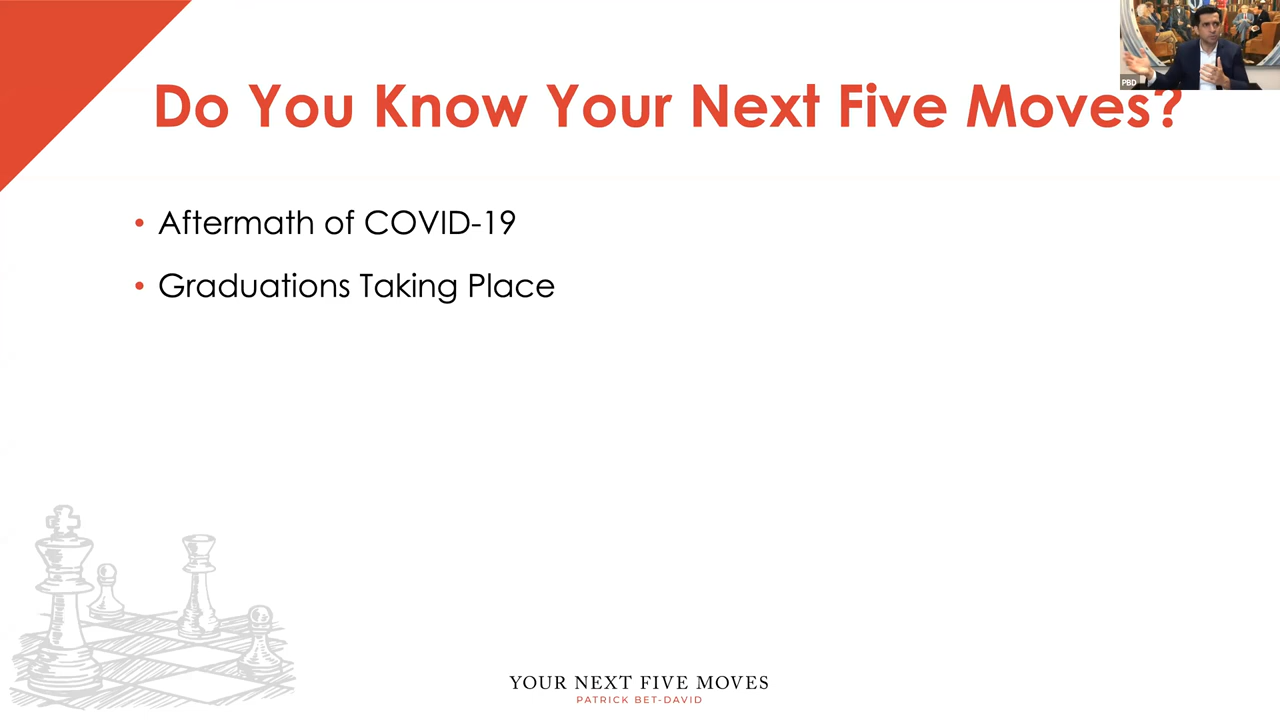 PBD
Do You Know Your Next Five Moves?
• Aftermath of COVID-19
• Graduations Taking Place
YOUR NEXT FIVE MOVES
PATRICK BET-DAVID